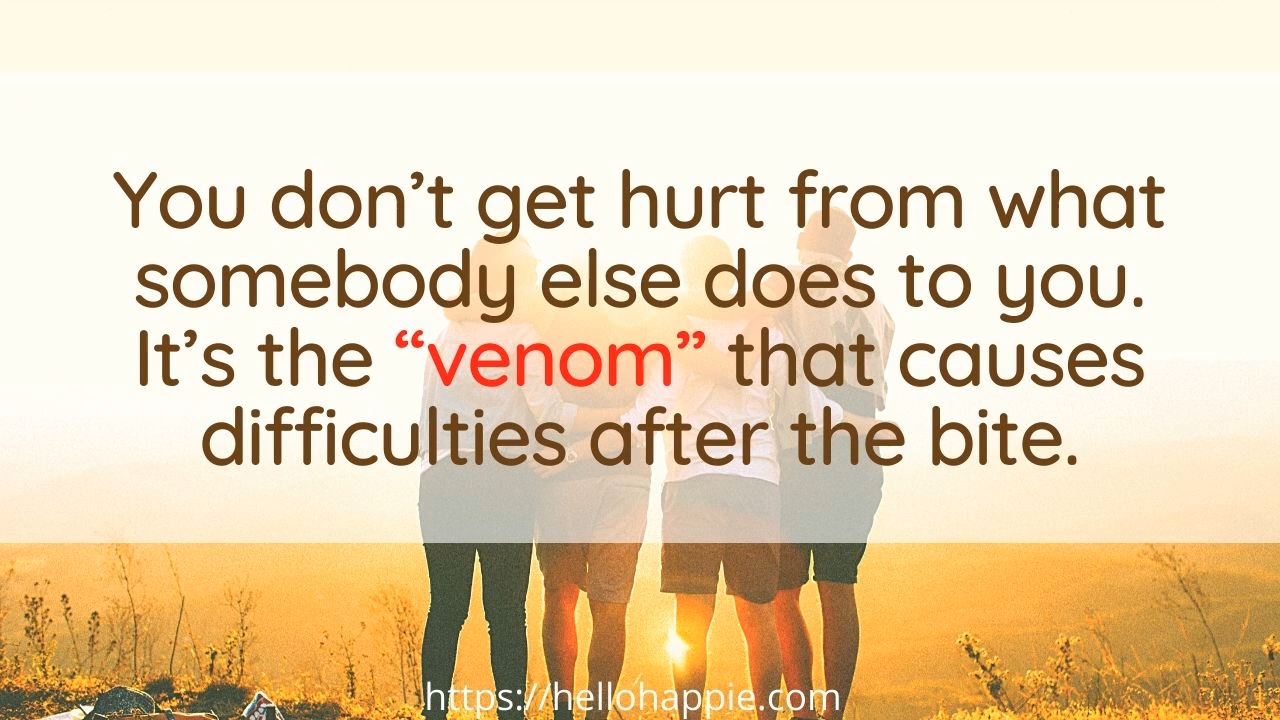 You don’t get hurt from what
somebody else does to you.
It’s the “venom” that causes
difficulties after the bite.
https://hellohappie.com